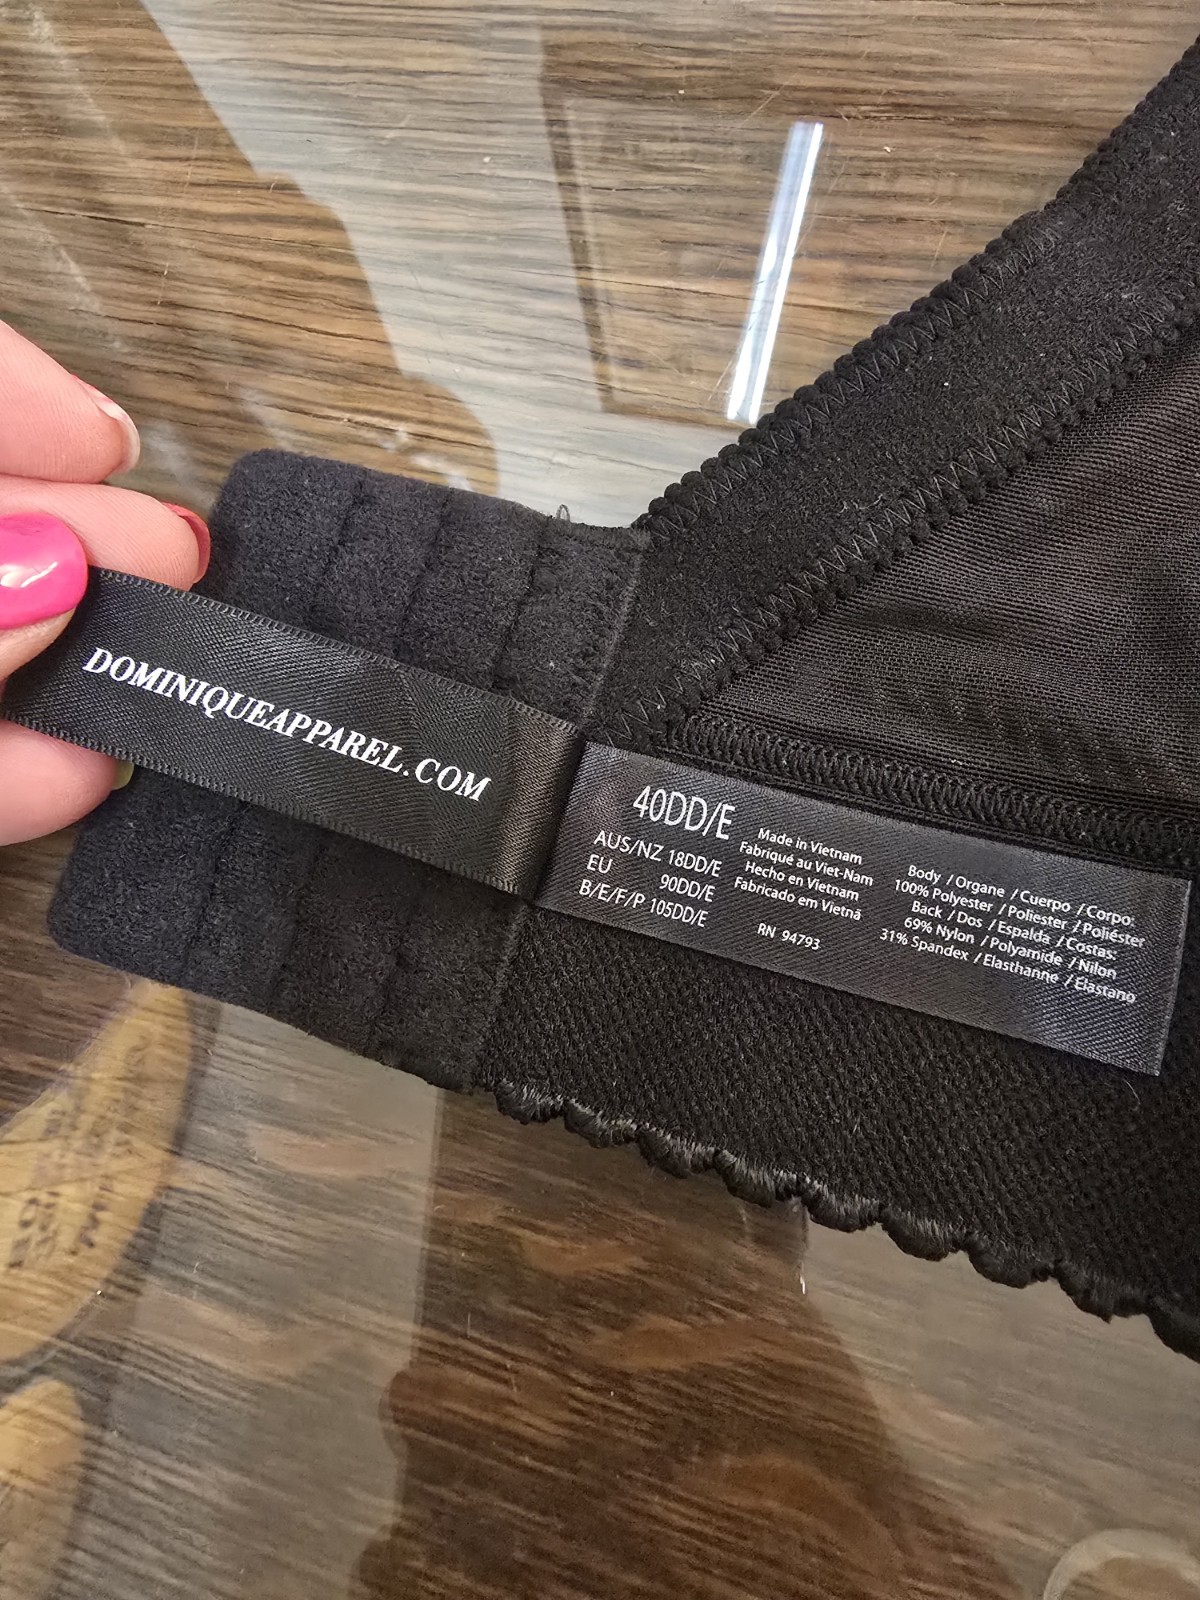 DOMINIQUEAPPAREL.COM
40DD/E
AUS/NZ 18DD/E
EU 90DD/E
B/E/F/P 105DD/E
Made in Vietnam
Fabriqué au Viet-Nam
Hecho en Vietnam
Fabricado em Vietnã
RN 94793
Body / Organe / Cuerpo / Corpo:
100% Polyester / Poliester / Poliéster
Back / Dos / Espalda / Costas:
69% Nylon / Polyamide / Nilon
31% Spandex / Elasthanne / Elastano